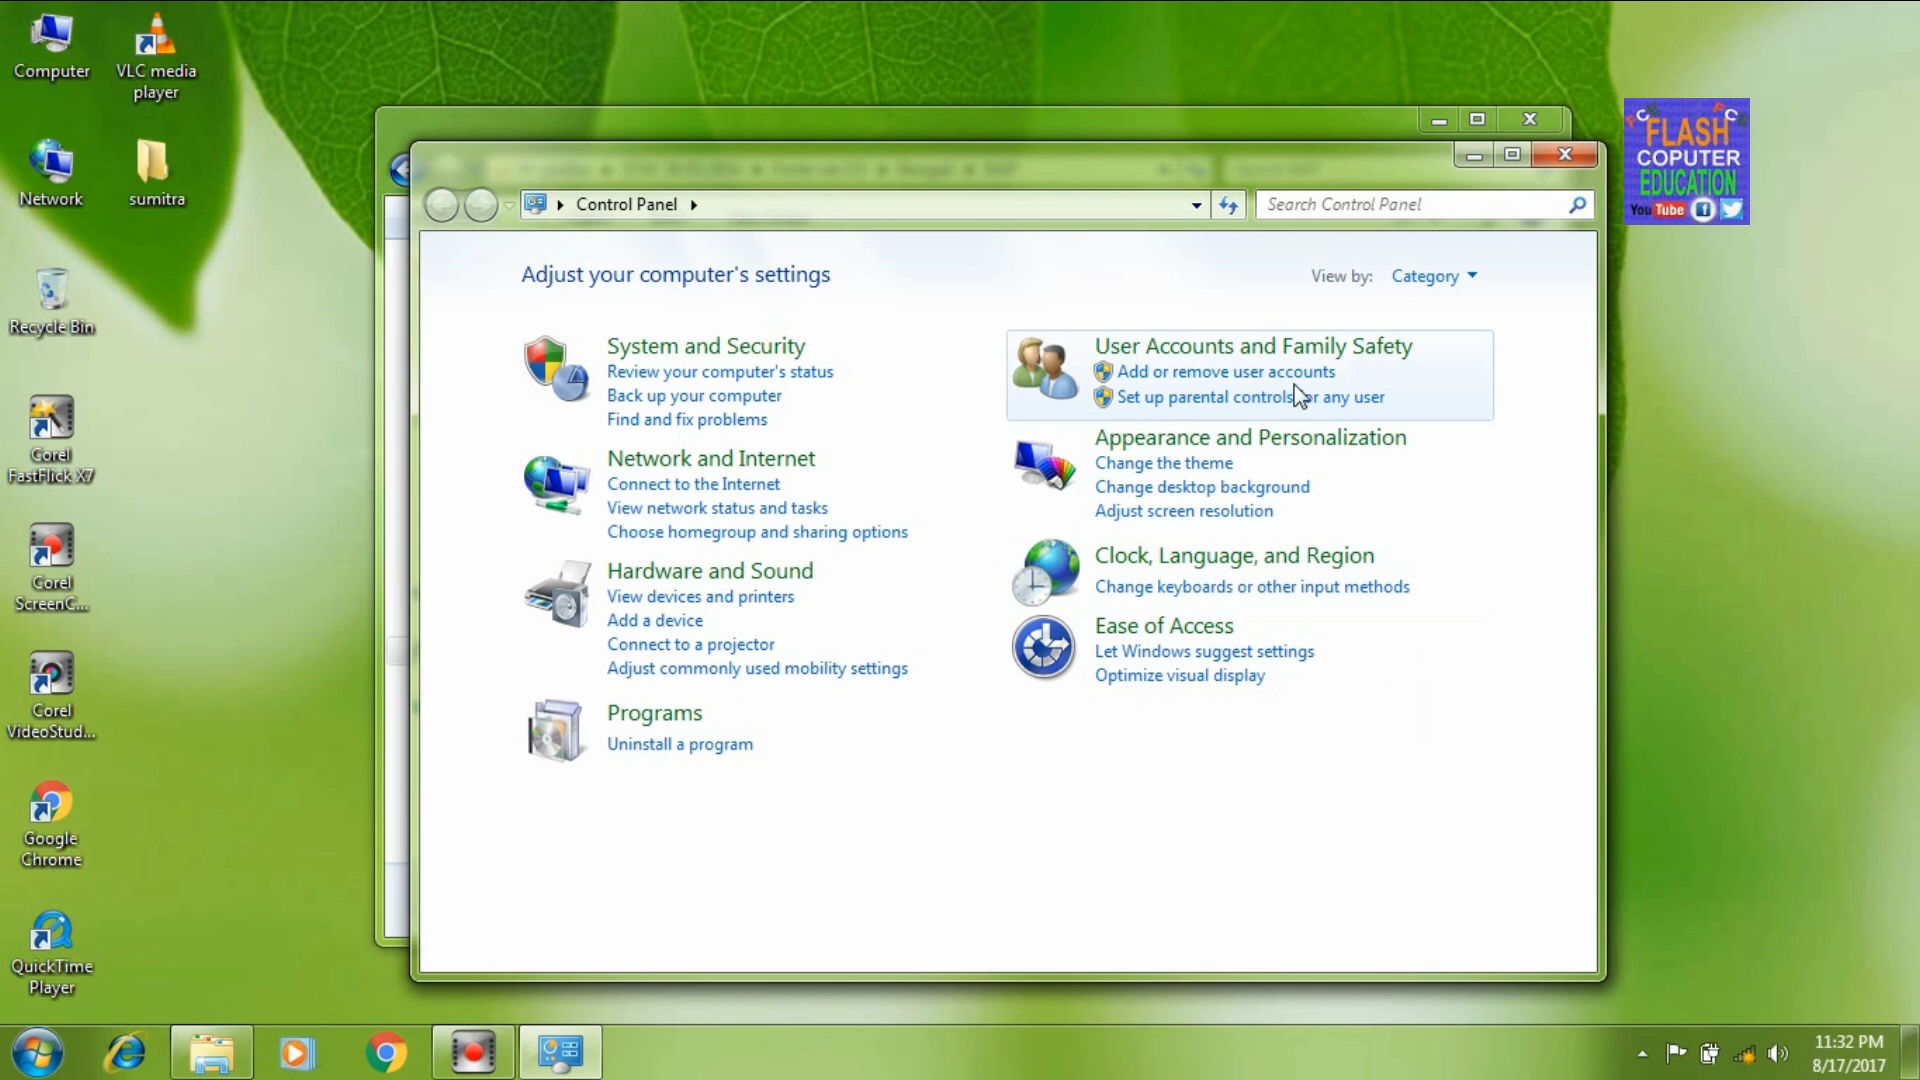 Computer
VLC media
player
Network
sumitra
Recycle Bin
Corel
FastFlick X7
Corel
ScreenC...
Corel
VideoStud...
Google
Chrome
QuickTime
Player
Control Panel
Search Control Panel
Adjust your computer's settings
View by: Category
System and Security
Review your computer's status
Back up your computer
Find and fix problems
Network and Internet
Connect to the Internet
View network status and tasks
Choose homegroup and sharing options
Hardware and Sound
View devices and printers
Add a device
Connect to a projector
Adjust commonly used mobility settings
Programs
Uninstall a program
User Accounts and Family Safety
Add or remove user accounts
Set up parental controls or any user
Appearance and Personalization
Change the theme
Change desktop background
Adjust screen resolution
Clock, Language, and Region
Change keyboards or other input methods
Ease of Access
Let Windows suggest settings
Optimize visual display
FLASH
COPUTER
EDUCATION
You Tube
11:32 PM
8/17/2017